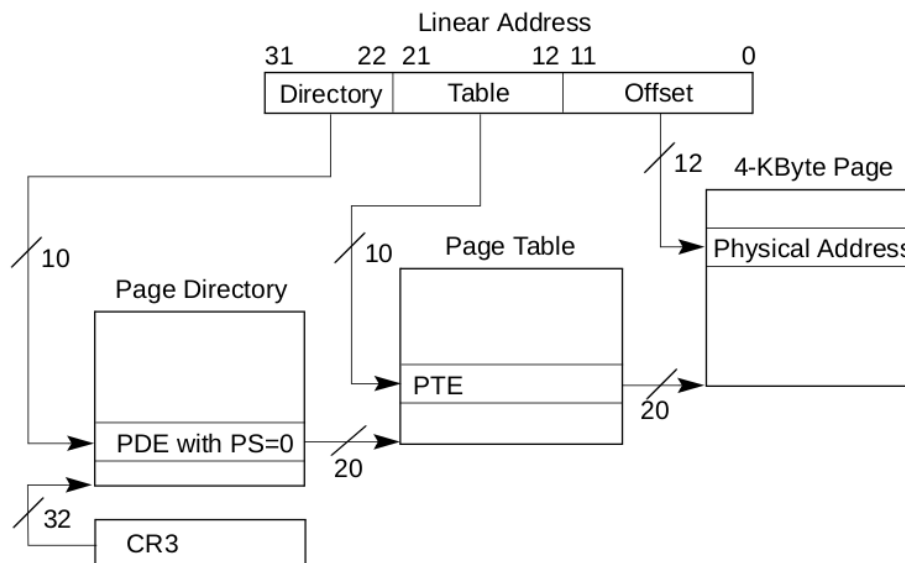 Linear Address
31 22 21 12 11 0
Directory Table Offset
12
4-KByte Page
10
10
Page Table
Physical Address
Page Directory
PTE
20
PDE with PS=0
20
32
CR3